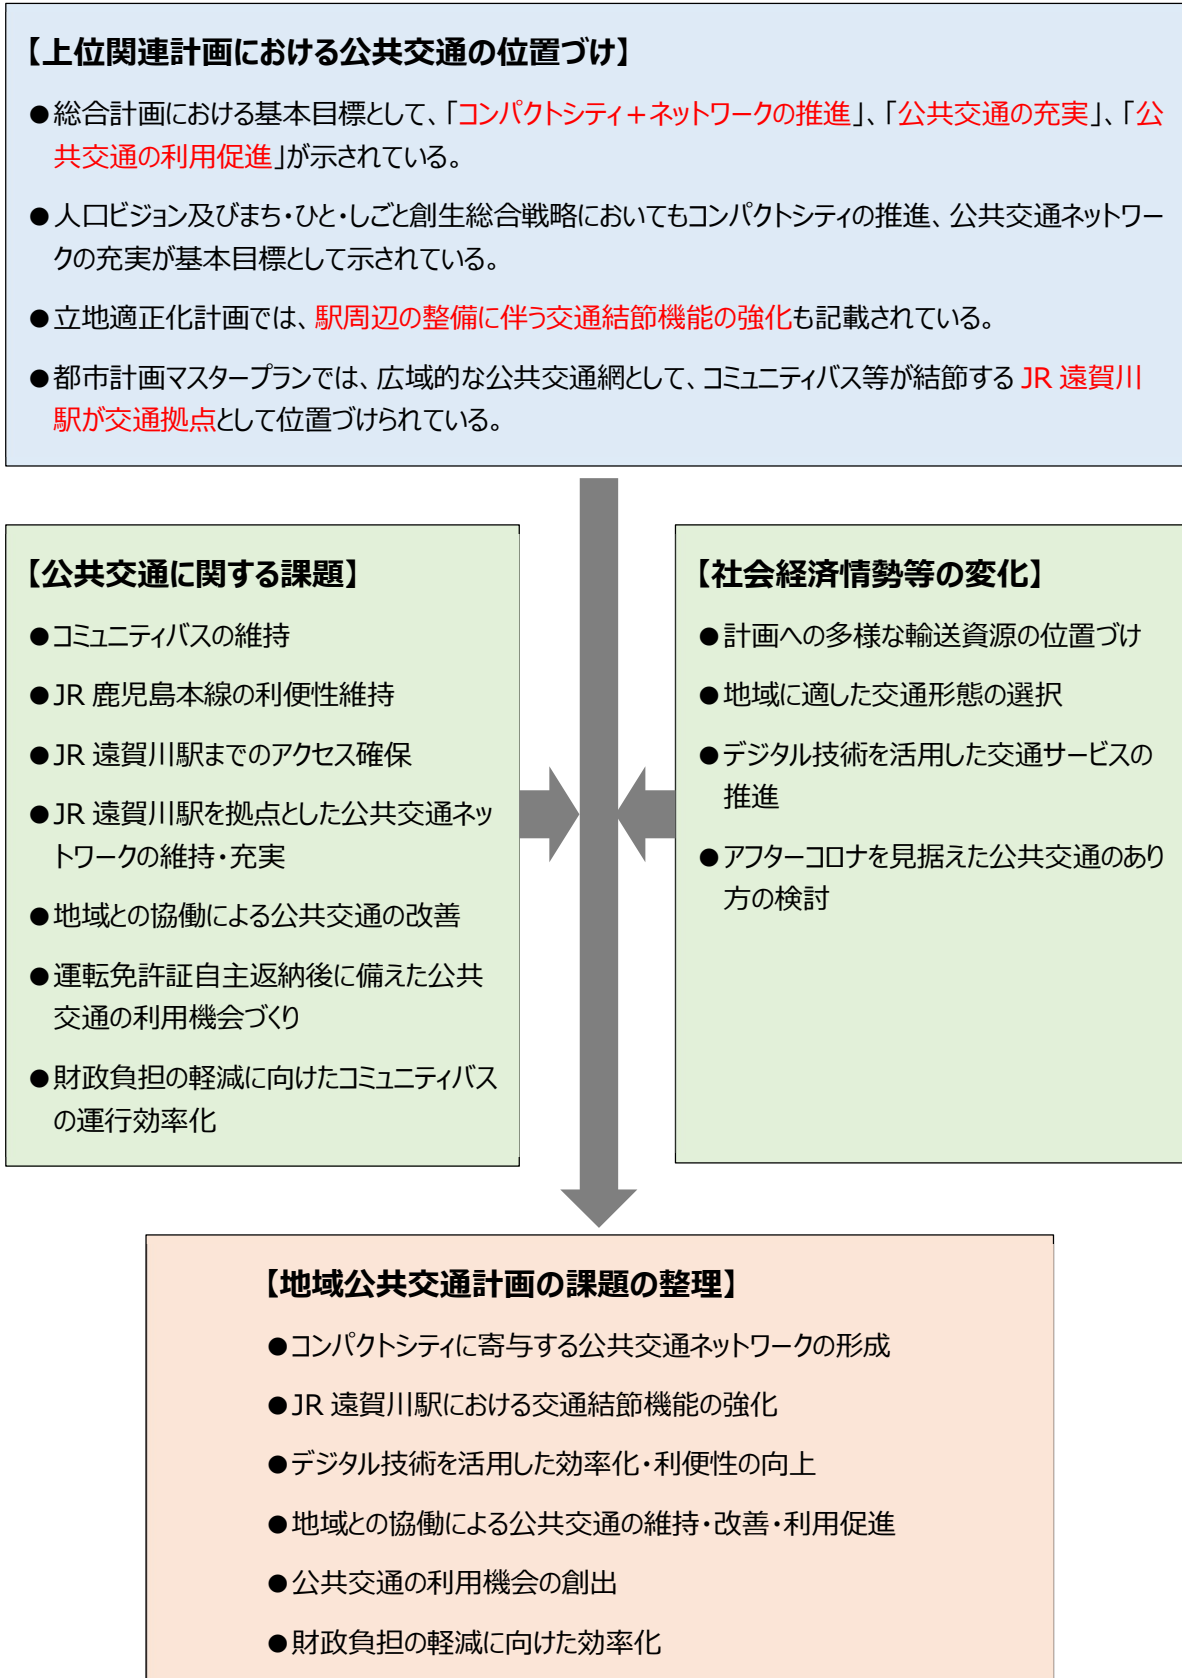 【上位関連計画における公共交通の位置づけ】
●総合計画における基本目標として、「コンパクトシティ＋ネットワークの推進」、「公共交通の充実」、「公
共交通の利用促進」が示されている。
●人口ビジョン及びまち・ひと・しごと創生総合戦略においてもコンパクトシティの推進、公共交通ネットワー
クの充実が基本目標として示されている。
●立地適正化計画では、駅周辺の整備に伴う交通結節機能の強化も記載されている。
●都市計画マスタープランでは、広域的な公共交通網として、コミュニティバス等が結節する JR 遠賀川
駅が交通拠点として位置づけられている。
【公共交通に関する課題】
●コミュニティバスの維持
●JR 鹿児島本線の利便性維持
●JR 遠賀川駅までのアクセス確保
●JR 遠賀川駅を拠点とした公共交通ネッ
トワークの維持・充実
●地域との協働による公共交通の改善
●運転免許証自主返納後に備えた公共
交通の利用機会づくり
●財政負担の軽減に向けたコミュニティバス
の運行効率化
【社会経済情勢等の変化】
●計画への多様な輸送資源の位置づけ
●地域に適した交通形態の選択
●デジタル技術を活用した交通サービスの
推進
●アフターコロナを見据えた公共交通のあり
方の検討
【地域公共交通計画の課題の整理】
●コンパクトシティに寄与する公共交通ネットワークの形成
●JR 遠賀川駅における交通結節機能の強化
●デジタル技術を活用した効率化・利便性の向上
●地域との協働による公共交通の維持・改善・利用促進
●公共交通の利用機会の創出
●財政負担の軽減に向けた効率化